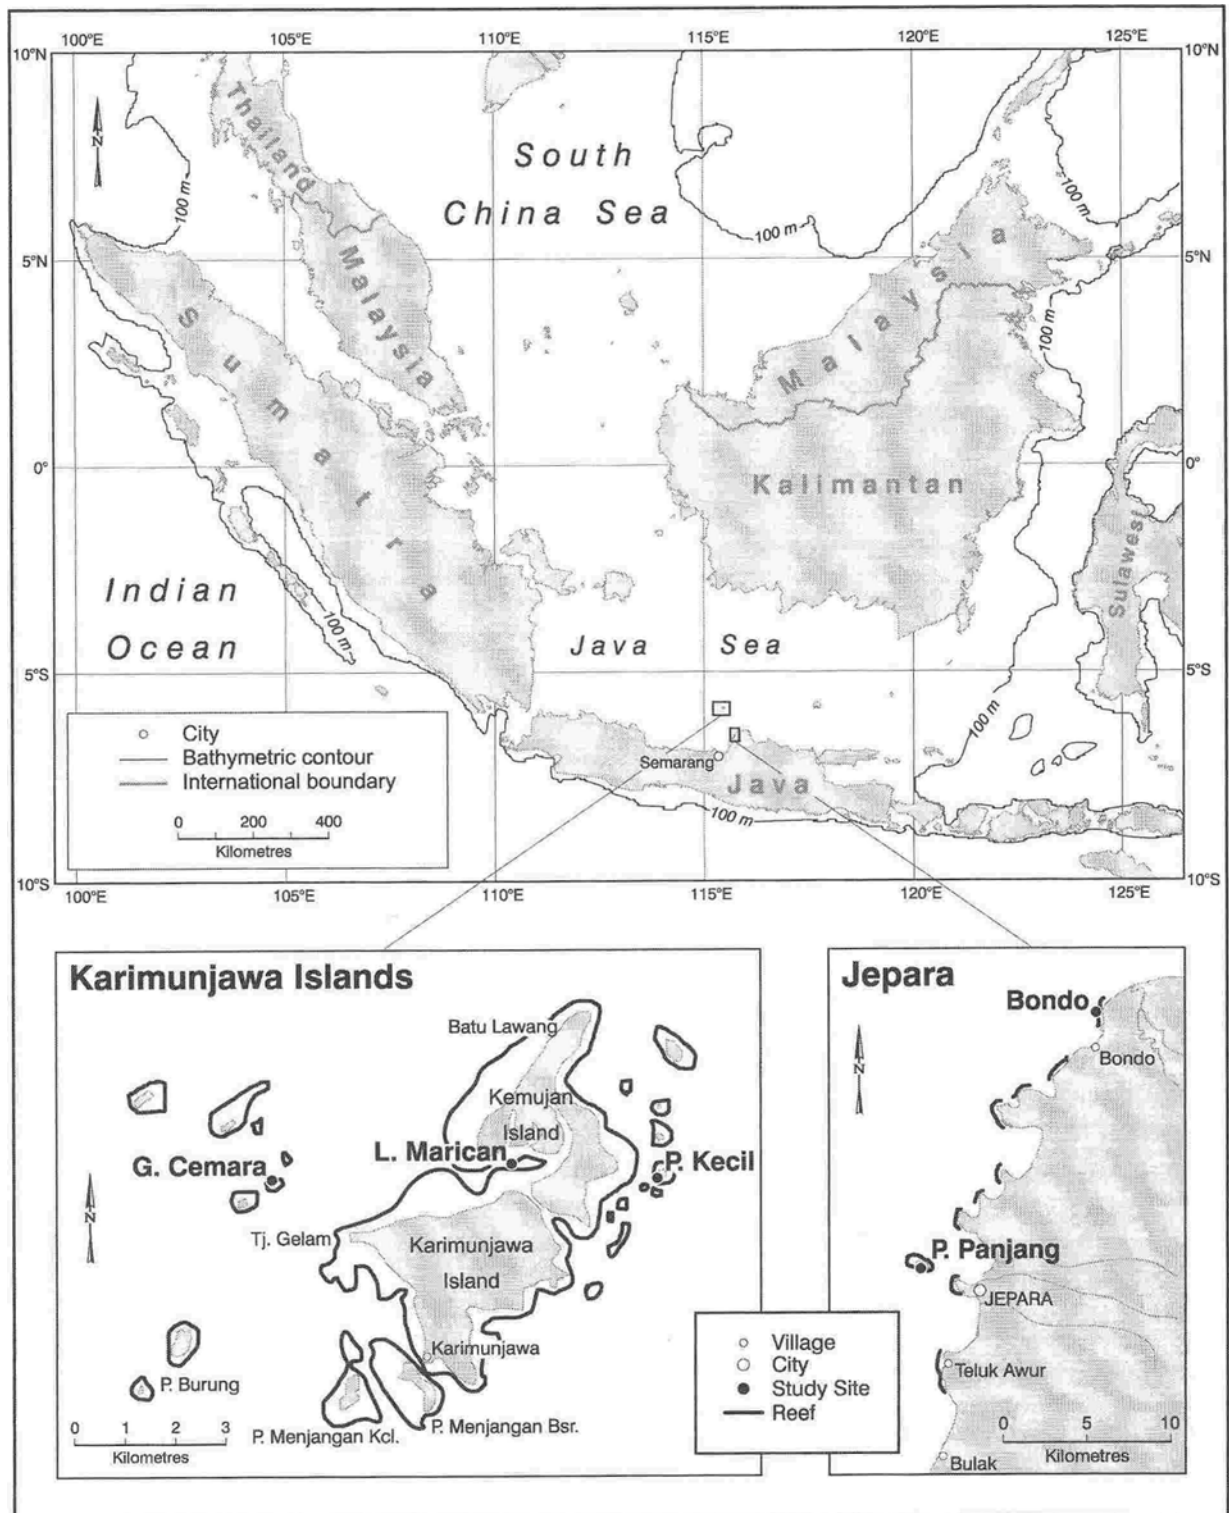 100°E 105°E 110°E 115°E 120°E 125°E
10°N 10°N
N
Thailand
South
China Sea
100 m
100 m
100 m
5°N 5°N
Malaysia
Malaysia
100 m
Sumatra
0° 0°
Kalimantan
Sulawesi
Indian
Ocean
100 m
Java Sea
5°S 5°S
100 m
City
Bathymetric contour
International boundary
0 200 400
Kilometres
Semarang
Java
100 m
10°S 10°S
100°E 105°E 110°E 115°E 120°E 125°E
Karimunjawa Islands
Batu Lawang
Kemujan
Island
L. Marican
G. Cemara
P. Kecil
N
Tj. Gelam
Karimunjawa
Island
Karimunjawa
P. Burung
P. Menjangan Bsr.
P. Menjangan Kcl.
0 1 2 3
Kilometres
Village
City
Study Site
Reef
Jepara
Bondo
N
Bondo
P. Panjang
JEPARA
Teluk Awur
0 5 10
Kilometres
Bulak